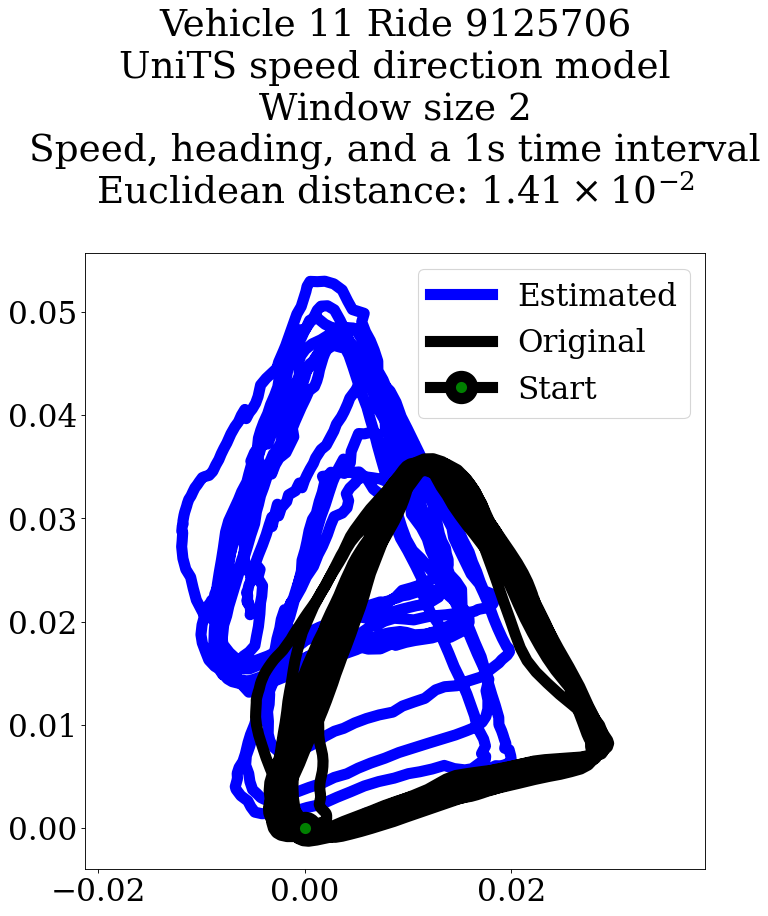 Vehicle 11 Ride 9125706
UniTS speed direction model
Window size 2
Speed, heading, and a 1s time interval
Euclidean distance: 1.41 × 10⁻²
Estimated
Original
Start
0.05
0.04
0.03
0.02
0.01
0.00
−0.02
0.00
0.02